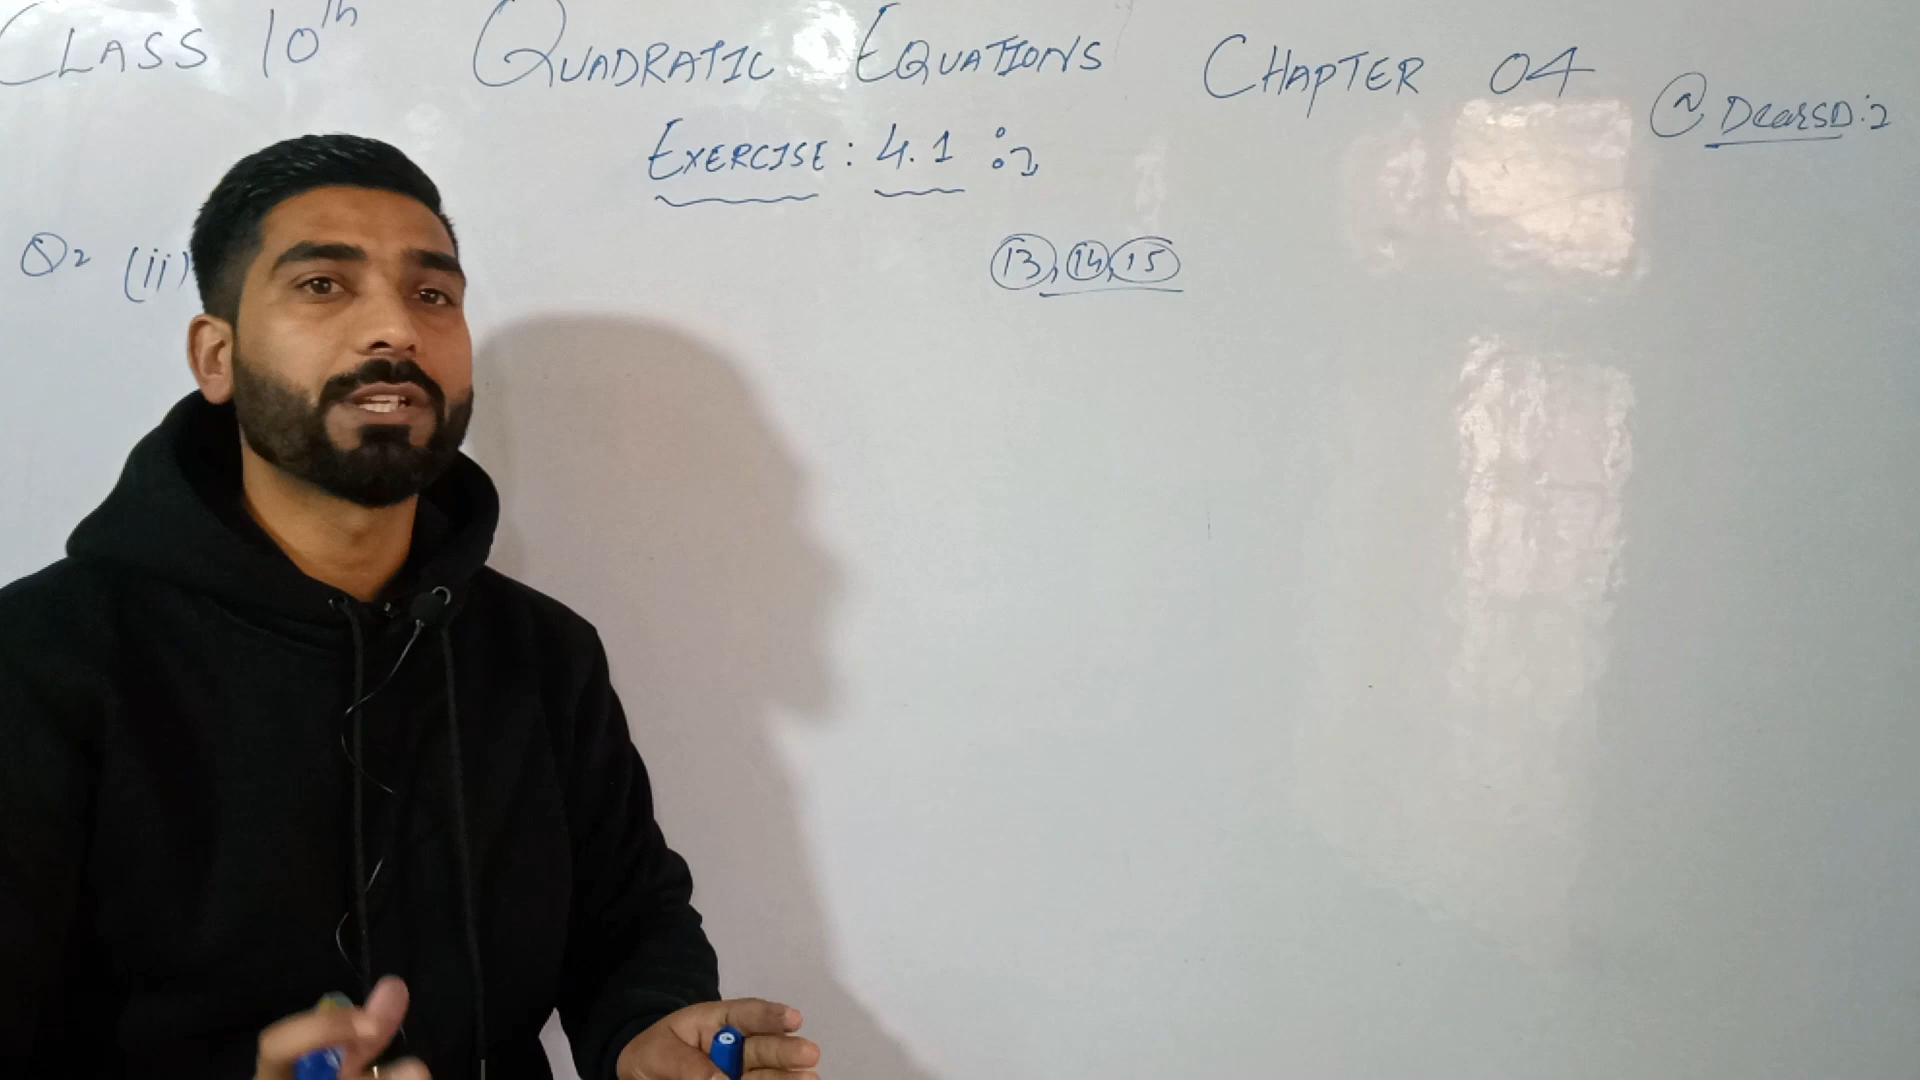 CLASS 10th QUADRATIC EQUATIONS CHAPTER 04
@DearSD:2
EXERCISE: 4.1
Q2 (ii)
13, 14, 15